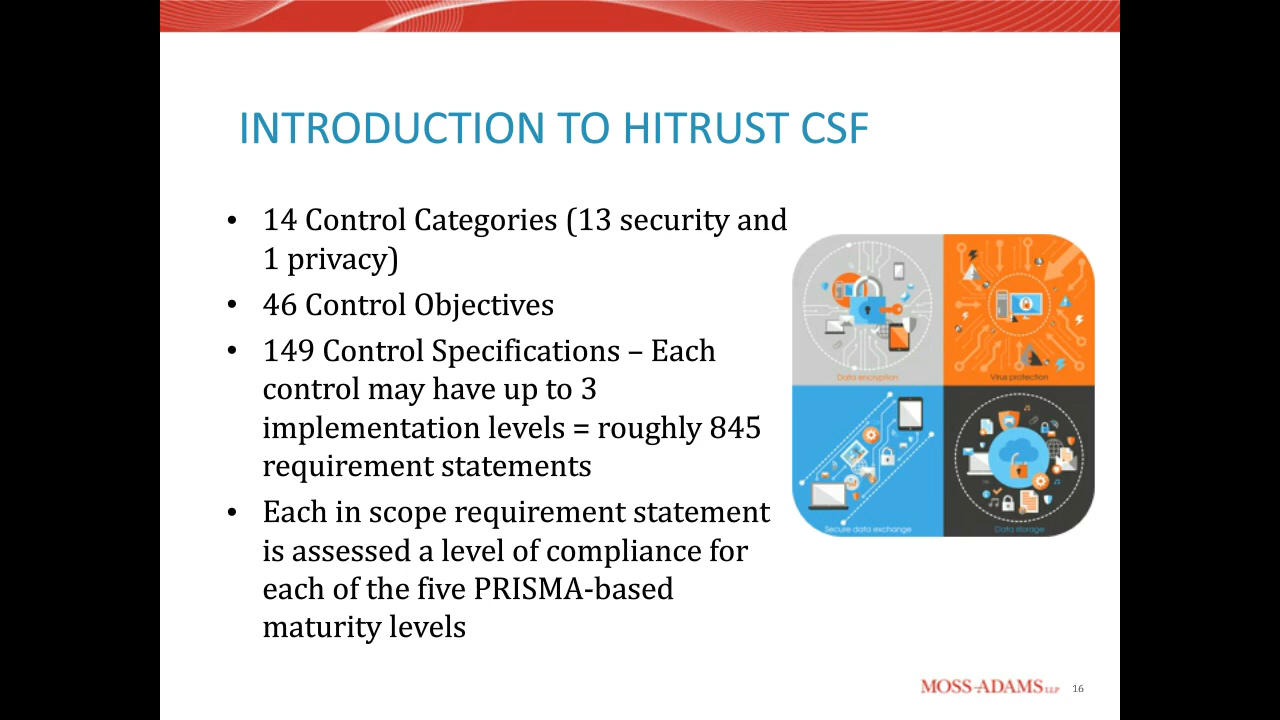 INTRODUCTION TO HITRUST CSF
• 14 Control Categories (13 security and
1 privacy)
• 46 Control Objectives
• 149 Control Specifications – Each
control may have up to 3
implementation levels = roughly 845
requirement statements
• Each in scope requirement statement
is assessed a level of compliance for
each of the five PRISMA-based
maturity levels
Data encryption
Virus protection
Secure data exchange
Data storage
MOSS-ADAMS LLP
16